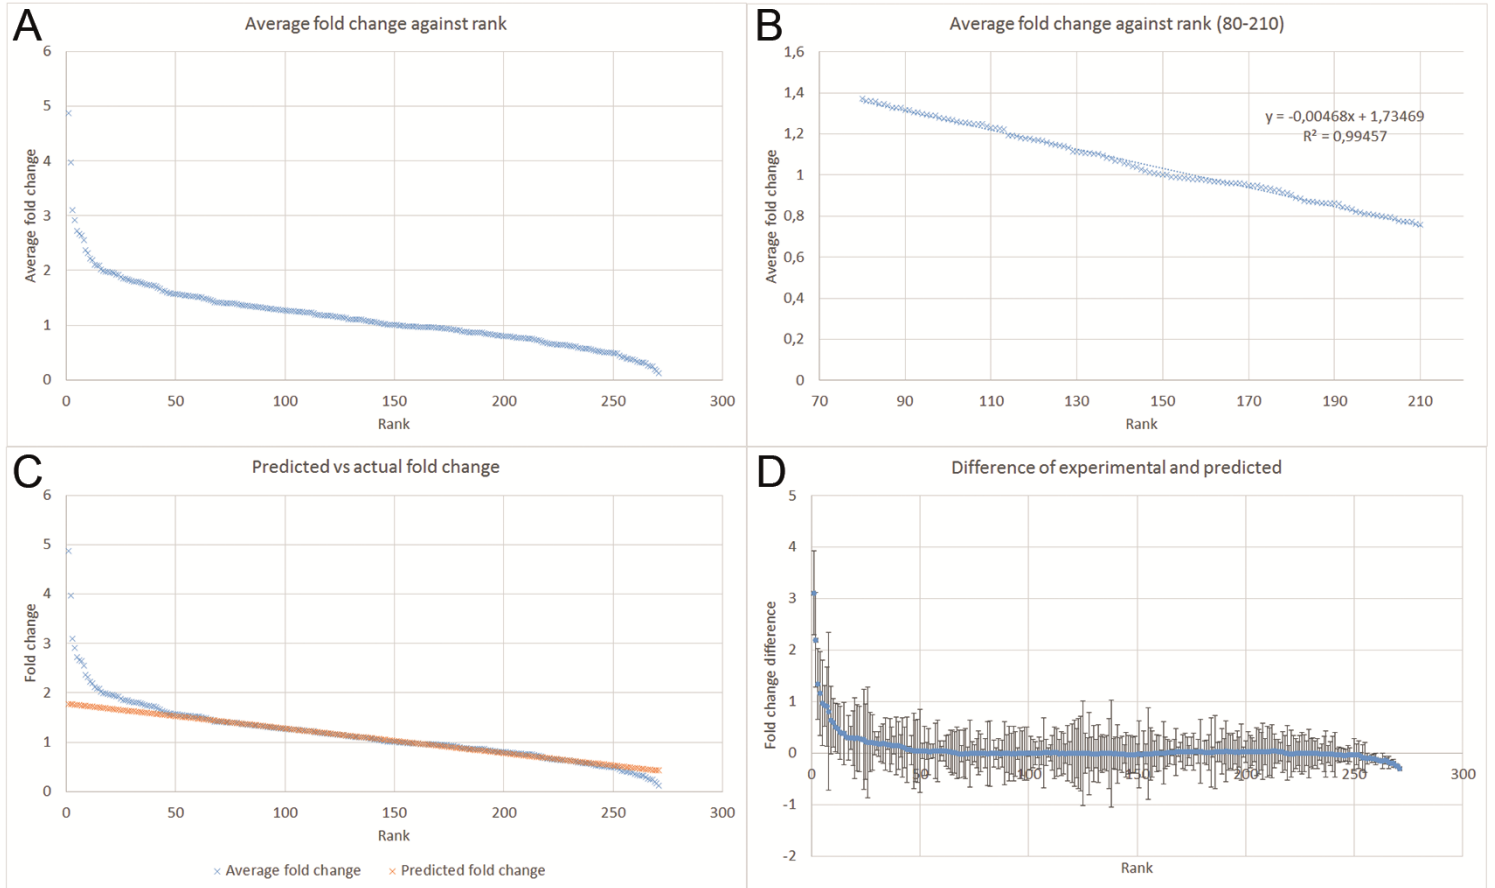 A
Average fold change against rank
6
5
4
3
2
1
0
Average fold change
0 50 100 150 200 250 300
Rank
B
Average fold change against rank (80-210)
1,6
1,4
1,2
1
0,8
0,6
0,4
0,2
0
Average fold change
y = -0,00468x + 1,73469
R² = 0,99457
70 90 110 130 150 170 190 210
Rank
C
Predicted vs actual fold change
6
5
4
3
2
1
0
Fold change
0 50 100 150 200 250 300
Rank
Average fold change Predicted fold change
D
Difference of experimental and predicted
5
4
3
2
1
0
-1
-2
Fold change difference
0 50 100 150 200 250 300
Rank